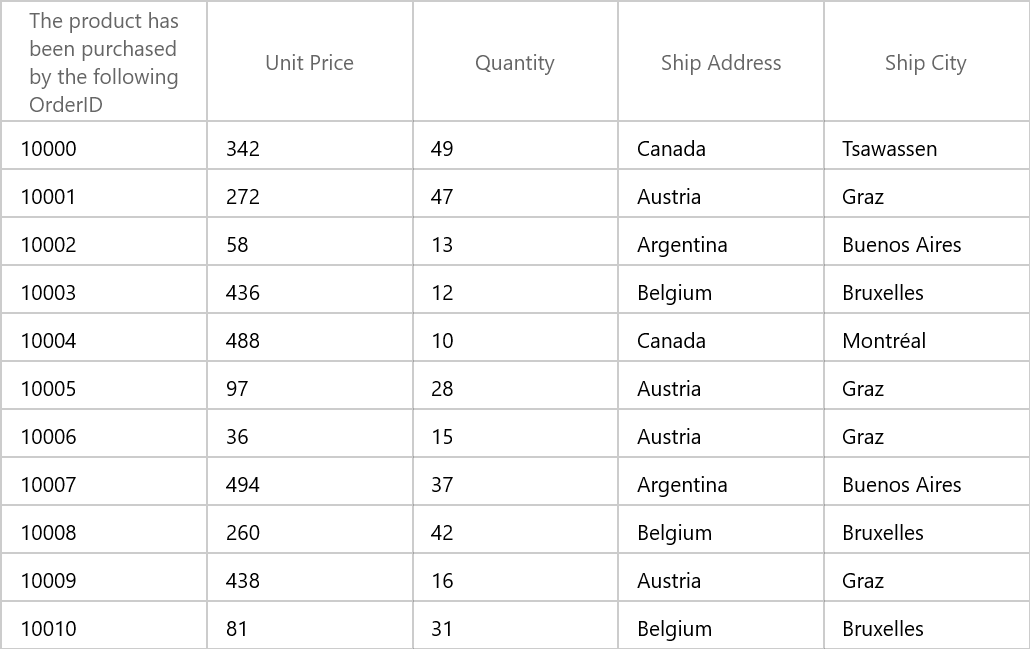 The product has
been purchased
by the following
OrderID
Unit Price
Quantity
Ship Address
Ship City
10000 342 49 Canada Tsawassen
10001 272 47 Austria Graz
10002 58 13 Argentina Buenos Aires
10003 436 12 Belgium Bruxelles
10004 488 10 Canada Montréal
10005 97 28 Austria Graz
10006 36 15 Austria Graz
10007 494 37 Argentina Buenos Aires
10008 260 42 Belgium Bruxelles
10009 438 16 Austria Graz
10010 81 31 Belgium Bruxelles